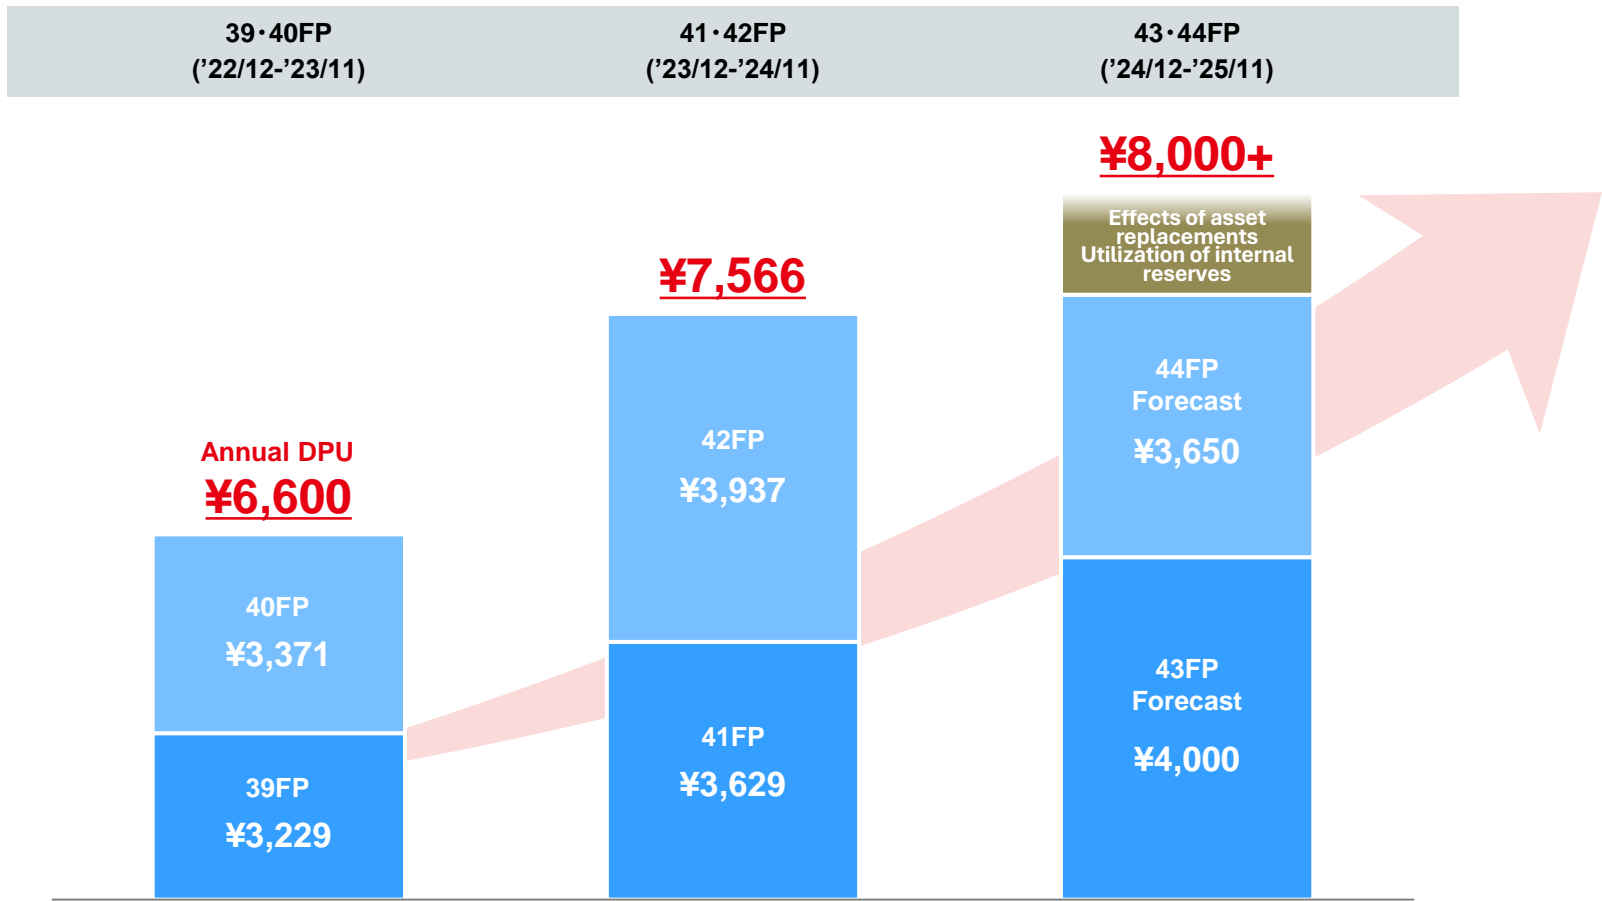 39・40FP
(’22/12-’23/11)
41・42FP
(’23/12-’24/11)
43・44FP
(’24/12-’25/11)
Annual DPU
¥6,600
40FP
¥3,371
39FP
¥3,229
¥7,566
42FP
¥3,937
41FP
¥3,629
¥8,000+
Effects of asset
replacements
Utilization of internal
reserves
44FP
Forecast
¥3,650
43FP
Forecast
¥4,000